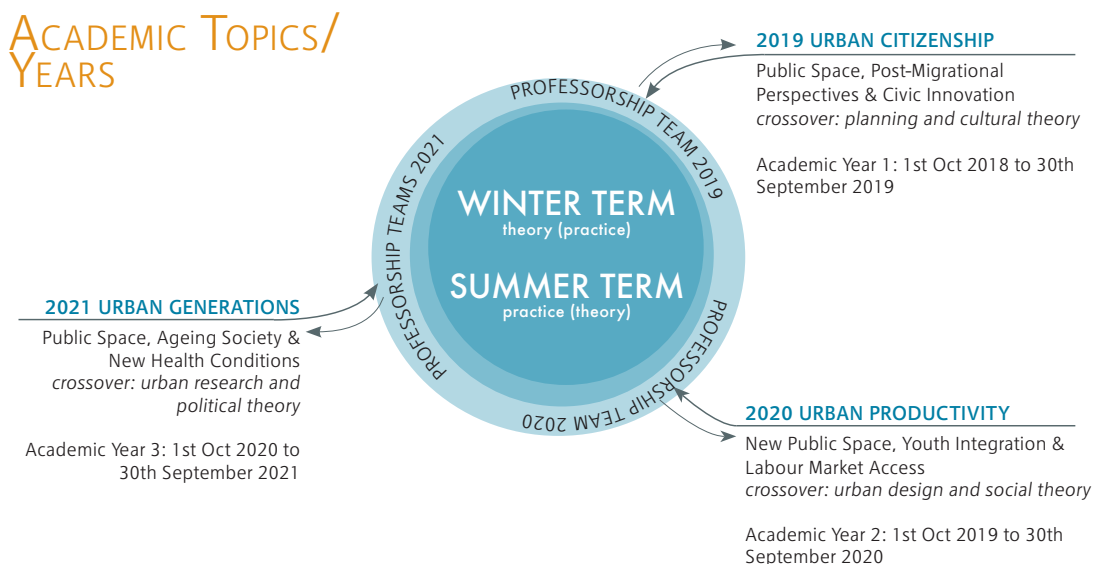 ACADEMIC TOPICS/
YEARS
2019 URBAN CITIZENSHIP
Public Space, Post-Migrational
Perspectives & Civic Innovation
crossover: planning and cultural theory
Academic Year 1: 1st Oct 2018 to 30th
September 2019
PROFESSORSHIP TEAM 2019
PROFESSORSHIP TEAMS 2021
WINTER TERM
theory (practice)
SUMMER TERM
practice (theory)
PROFESSORSHIP TEAM 2020
2021 URBAN GENERATIONS
Public Space, Ageing Society &
New Health Conditions
crossover: urban research and
political theory
Academic Year 3: 1st Oct 2020 to
30th September 2021
2020 URBAN PRODUCTIVITY
New Public Space, Youth Integration &
Labour Market Access
crossover: urban design and social theory
Academic Year 2: 1st Oct 2019 to 30th
September 2020